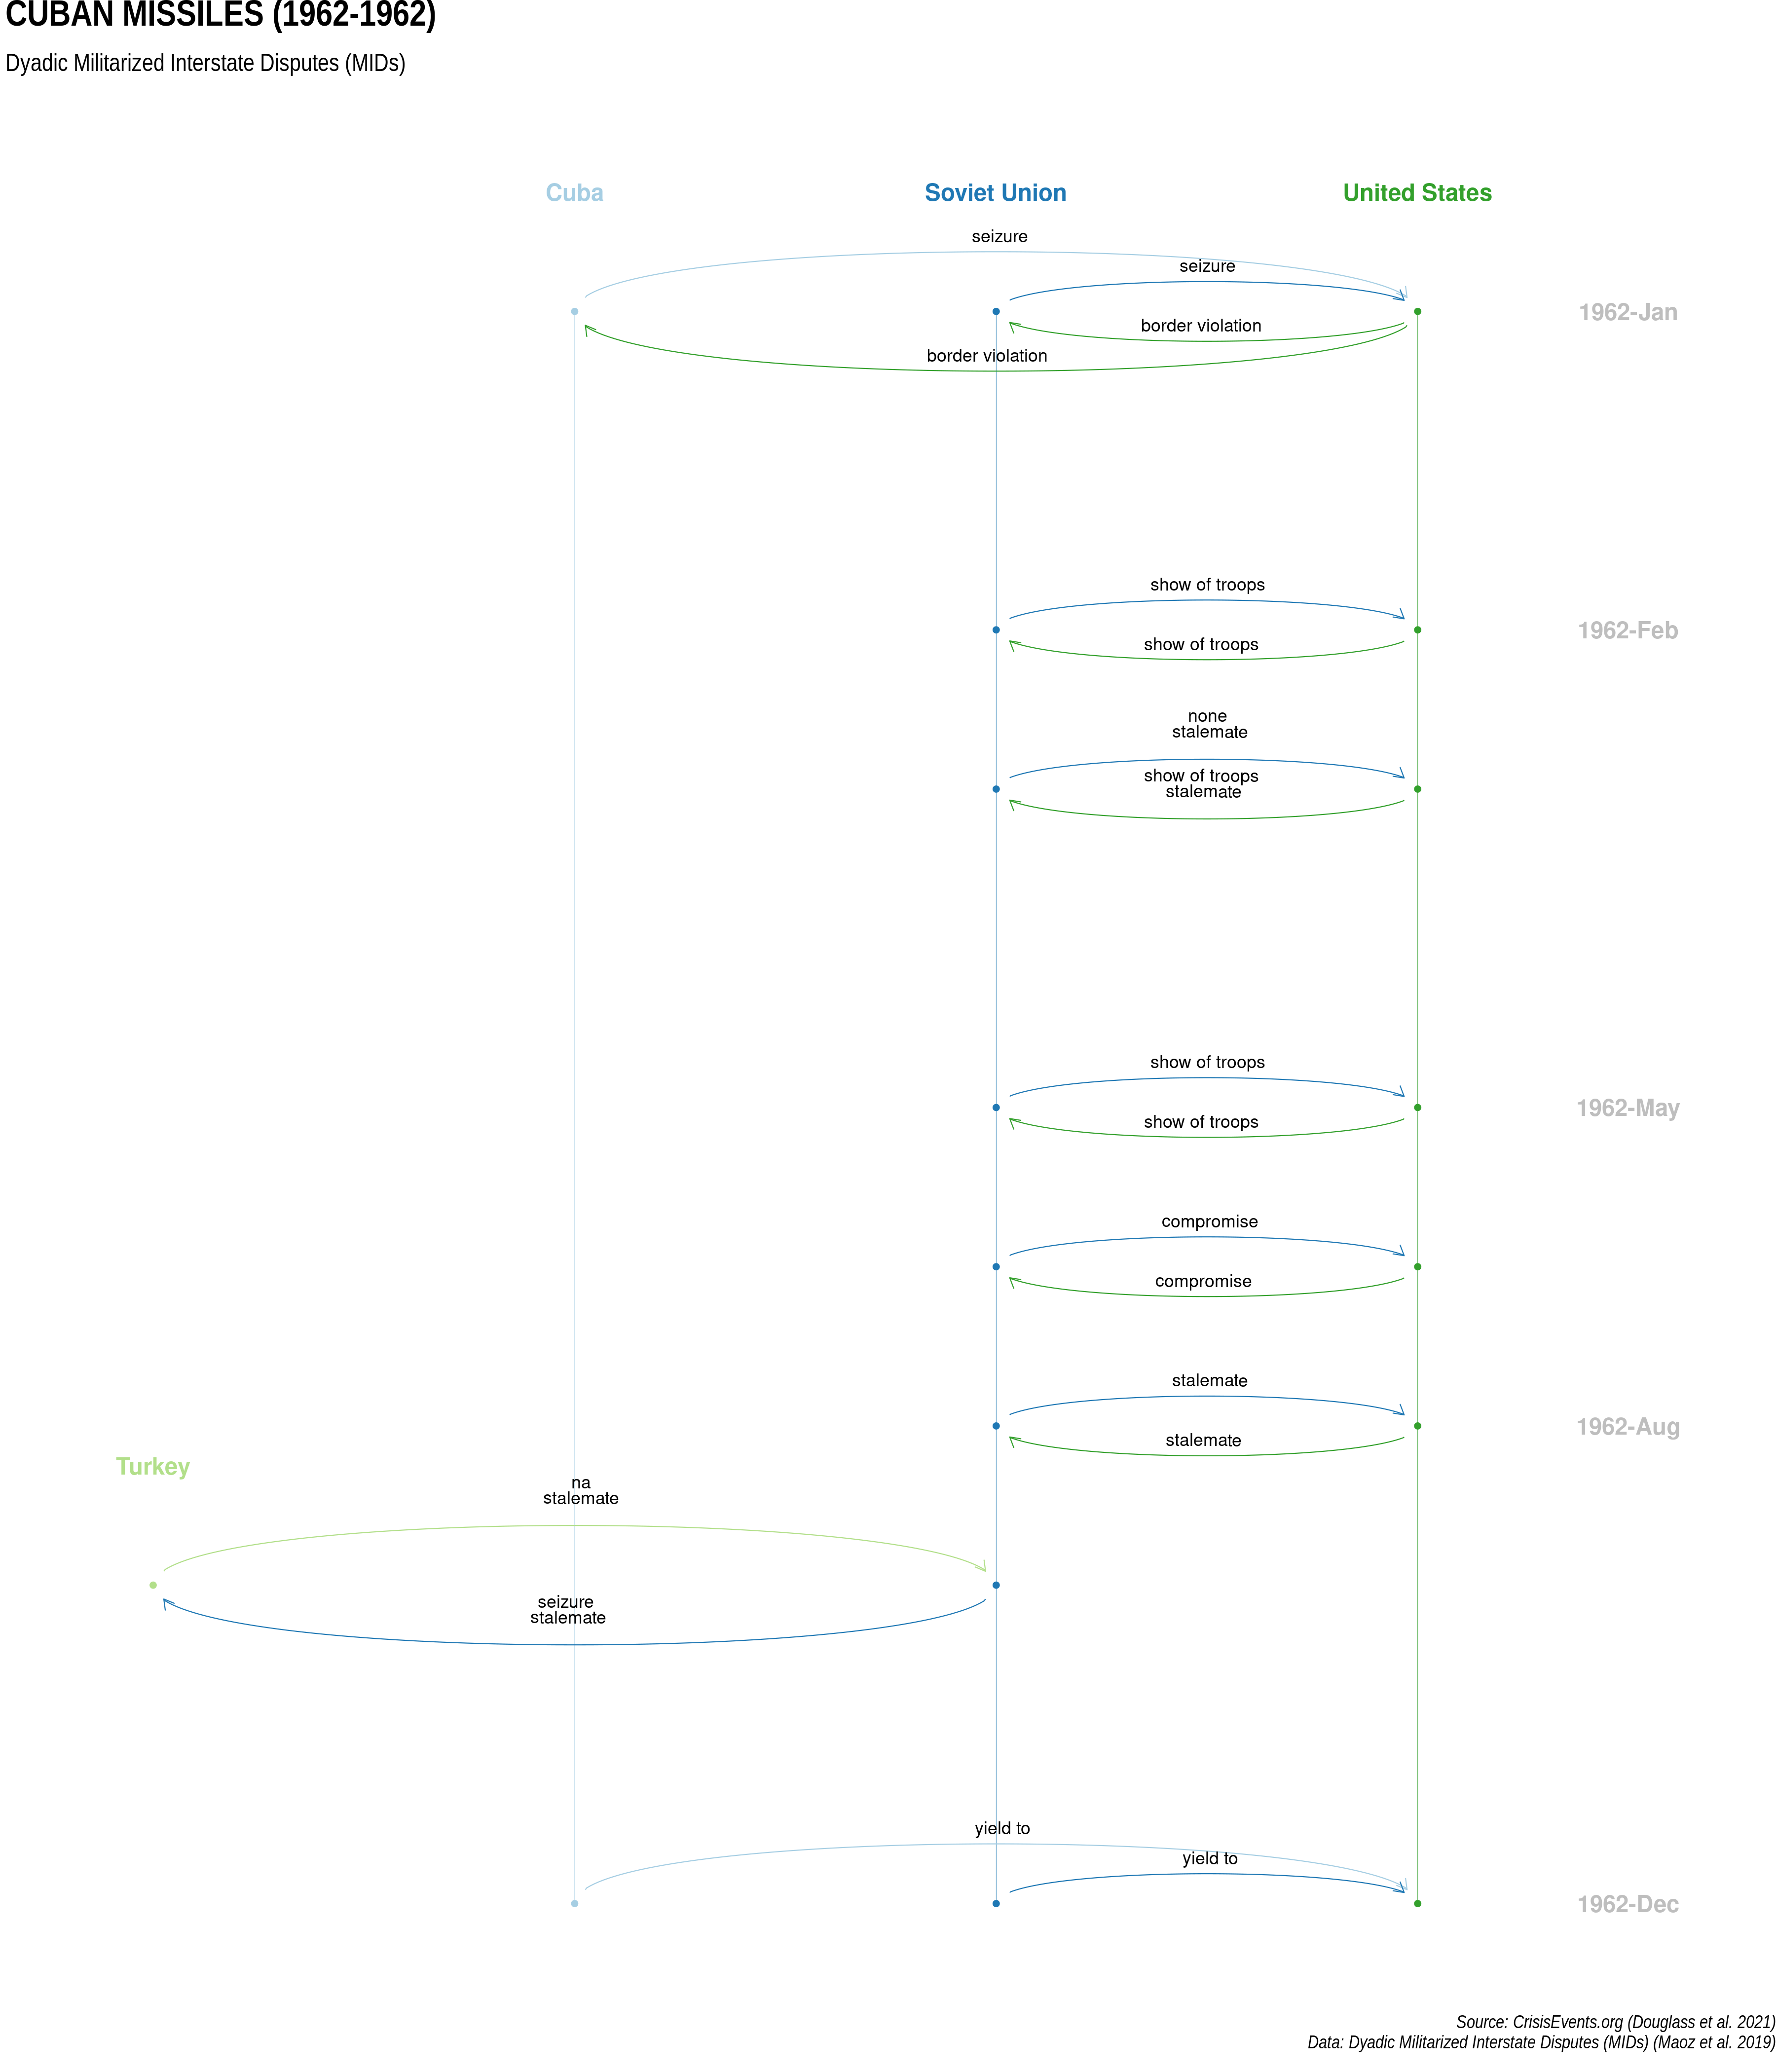 CUBAN MISSILES (1962-1962)
Dyadic Militarized Interstate Disputes (MIDs)
Cuba
Soviet Union
United States
seizure
seizure
1962-Jan
border violation
border violation
show of troops
1962-Feb
show of troops
none
stalemate
show of troops
stalemate
show of troops
1962-May
show of troops
compromise
compromise
stalemate
1962-Aug
stalemate
Turkey
na
stalemate
seizure
stalemate
yield to
yield to
1962-Dec
Source: CrisisEvents.org (Douglass et al. 2021)
Data: Dyadic Militarized Interstate Disputes (MIDs) (Maoz et al. 2019)